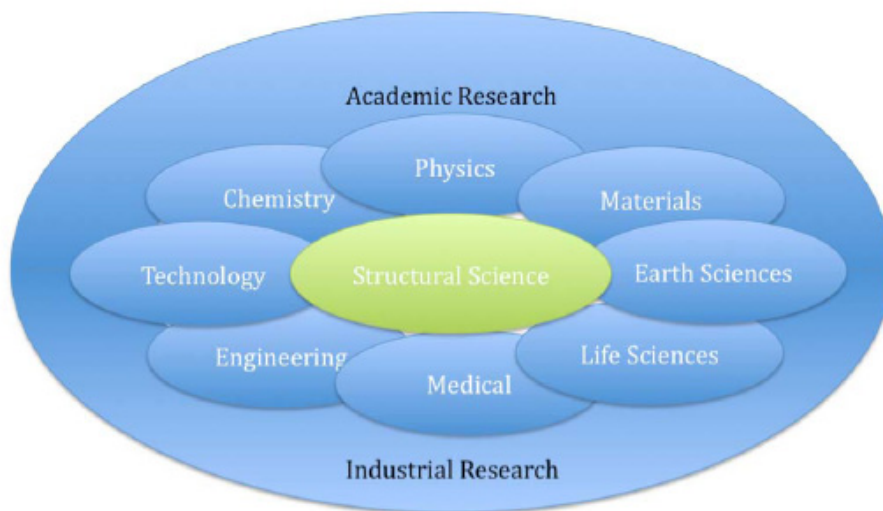 Academic Research
Physics
Chemistry
Materials
Technology
Structural Science
Earth Sciences
Engineering
Life Sciences
Medical
Industrial Research